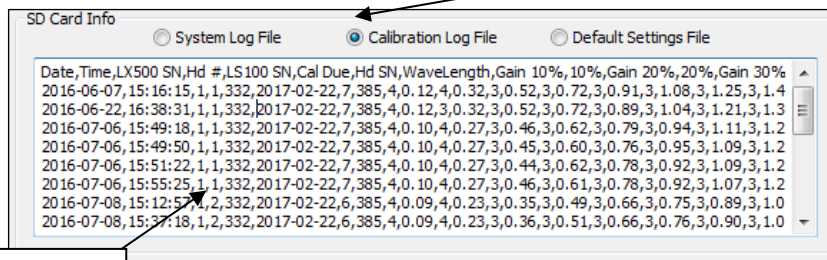 SD Card Info
System Log File Calibration Log File Default Settings File
Date,Time,LX500 SN,Hd #,LS100 SN,Cal Due,Hd SN,WaveLength,Gain 10%,10%,Gain 20%,20%,Gain 30%
2016-06-07,15:16:15,1,1,332,2017-02-22,7,385,4,0.12,4,0.32,3,0.52,3,0.72,3,0.91,3,1.08,3,1.25,3,1.4
2016-06-22,16:38:31,1,1,332,2017-02-22,7,385,4,0.12,3,0.32,3,0.52,3,0.72,3,0.89,3,1.04,3,1.21,3,1.3
2016-07-06,15:49:18,1,1,332,2017-02-22,7,385,4,0.10,4,0.27,3,0.46,3,0.62,3,0.79,3,0.94,3,1.11,3,1.2
2016-07-06,15:49:50,1,1,332,2017-02-22,7,385,4,0.10,4,0.27,3,0.45,3,0.60,3,0.76,3,0.95,3,1.09,3,1.2
2016-07-06,15:51:22,1,1,332,2017-02-22,7,385,4,0.10,4,0.27,3,0.44,3,0.62,3,0.78,3,0.92,3,1.09,3,1.2
2016-07-06,15:55:25,1,1,332,2017-02-22,7,385,4,0.10,4,0.27,3,0.46,3,0.61,3,0.78,3,0.92,3,1.07,3,1.2
2016-07-08,15:12:57,1,2,332,2017-02-22,6,385,4,0.09,4,0.23,3,0.35,3,0.49,3,0.66,3,0.75,3,0.89,3,1.0
2016-07-08,15:37:18,1,2,332,2017-02-22,6,385,4,0.09,4,0.23,3,0.36,3,0.51,3,0.66,3,0.76,3,0.90,3,1.0